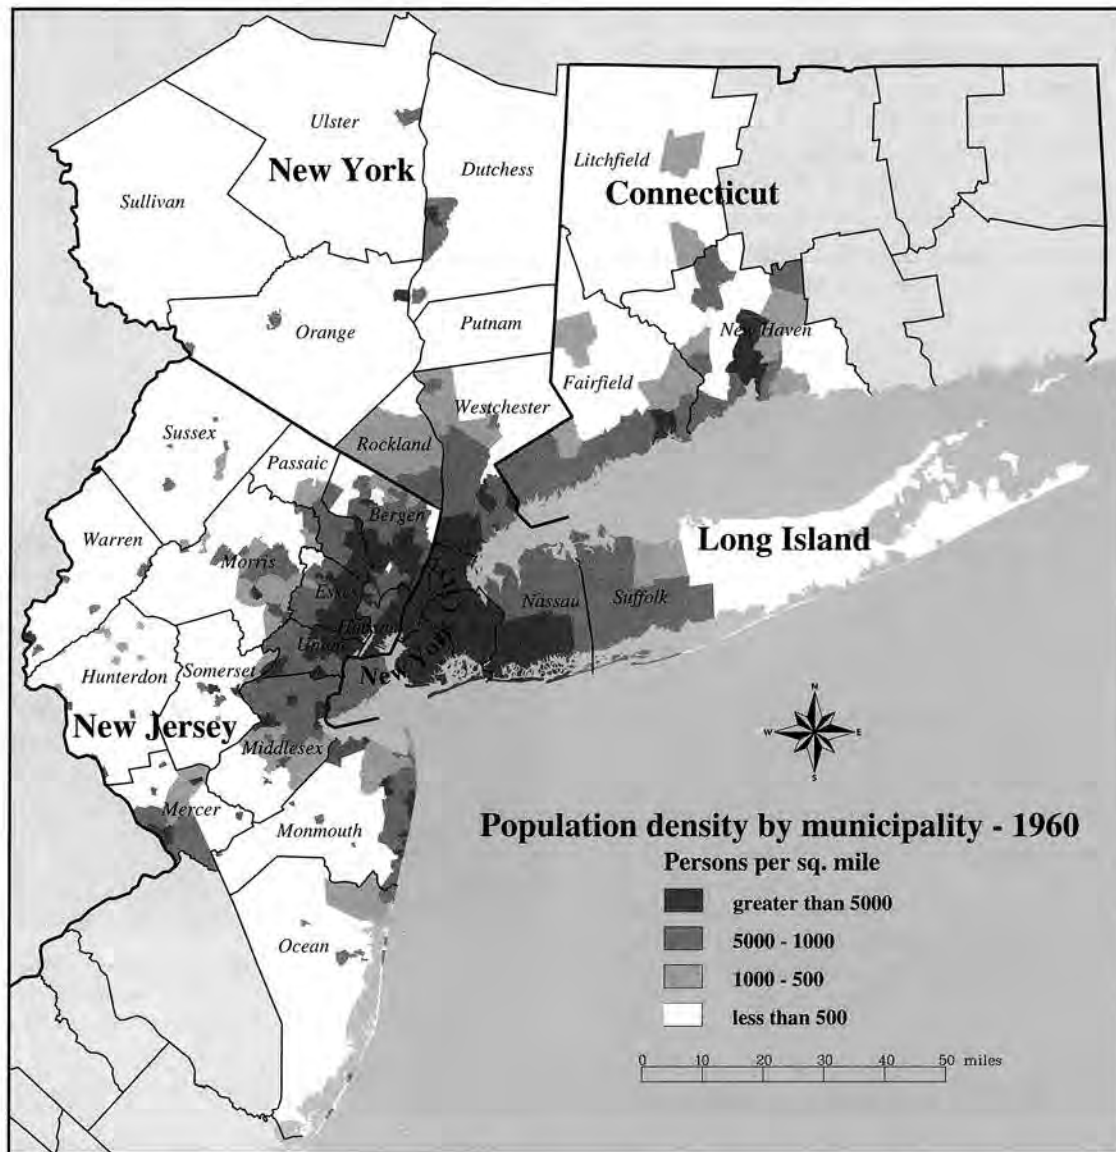 Ulster
New York
Dutchess
Litchfield
Connecticut
Sullivan
Orange
Putnam
New Haven
Fairfield
Westchester
Sussex
Rockland
Passaic
Bergen
Warren
Morris
Long Island
Essex
Nassau
Suffolk
Hudson
Union
New York City
Hunterdon
Somerset
New Jersey
Middlesex
N
W E
S
Mercer
Monmouth
Population density by municipality - 1960
Persons per sq. mile
greater than 5000
5000 - 1000
Ocean
1000 - 500
less than 500
0 10 20 30 40 50 miles